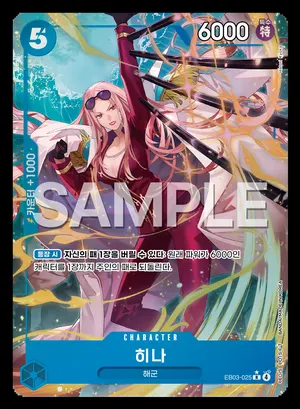 5
6000
특수
特
카운터 +1000
SAMPLE
등장 시 자신의 패 1장을 버릴 수 있다: 원래 파워가 6000인
캐릭터를 1장까지 주인의 패로 되돌린다.
CHARACTER
히나
해군
EB03-025
4